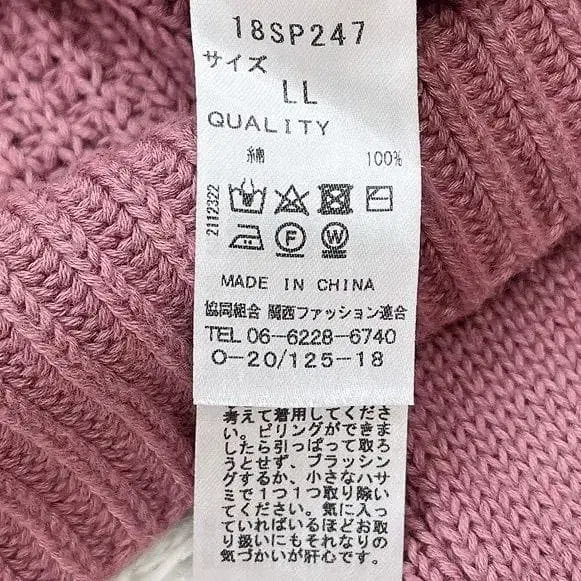 18SP247
サイズ
LL
QUALITY
綿 100%
2112322
F W
MADE IN CHINA
協同組合 関西ファッション連合
TEL 06-6228-6740
O-20/125-18
考えて着用してくださ
い。ピリングができま
したら引っぱって取ろ
うとせず、ブラッシン
グするか、小さなハサ
ミで1つ1つ取り除い
てください。気に入っ
ていればいるほどお取
り扱いにもそれなりの
気づかいが肝心です。